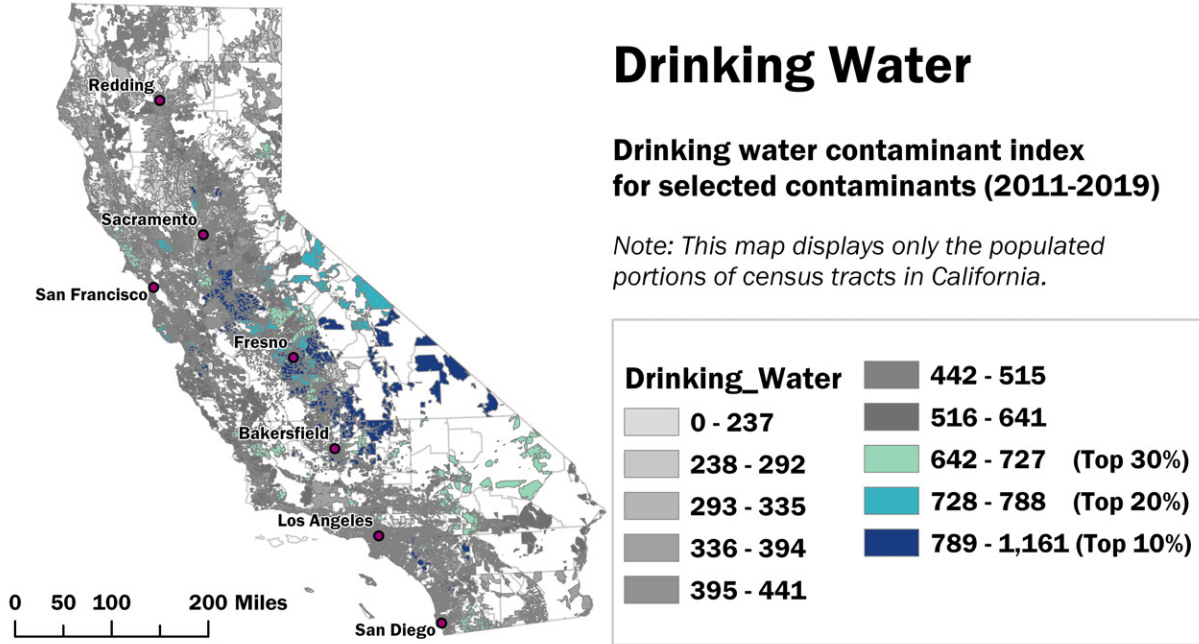 Redding
Sacramento
San Francisco
Fresno
Bakersfield
Los Angeles
San Diego
0 50 100 200 Miles
Drinking Water
Drinking water contaminant index
for selected contaminants (2011-2019)
Note: This map displays only the populated
portions of census tracts in California.
Drinking_Water
0 - 237
238 - 292
293 - 335
336 - 394
395 - 441
442 - 515
516 - 641
642 - 727 (Top 30%)
728 - 788 (Top 20%)
789 - 1,161 (Top 10%)